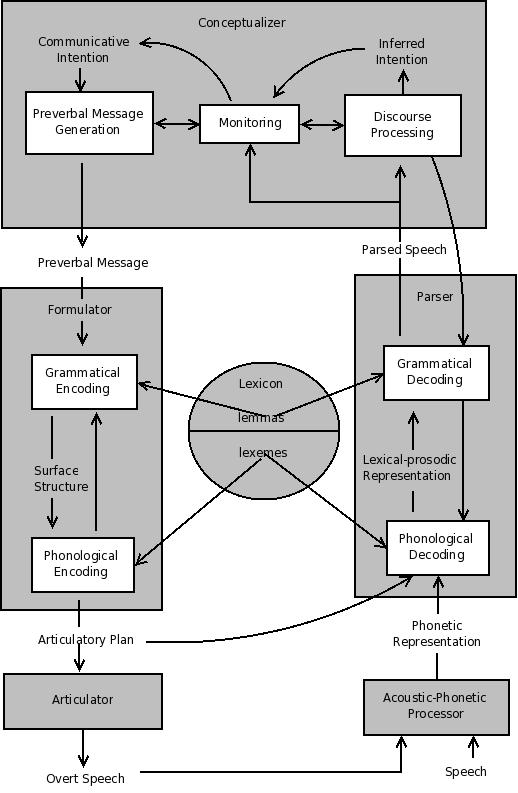 Conceptualizer
Communicative
Intention
Inferred
Intention
Preverbal Message
Generation
Monitoring
Discourse
Processing
Preverbal Message
Parsed Speech
Formulator
Parser
Grammatical
Encoding
Lexicon
lemmas
lexemes
Grammatical
Decoding
Surface
Structure
Lexical-prosodic
Representation
Phonological
Encoding
Phonological
Decoding
Articulatory Plan
Phonetic
Representation
Articulator
Acoustic-Phonetic
Processor
Overt Speech
Speech